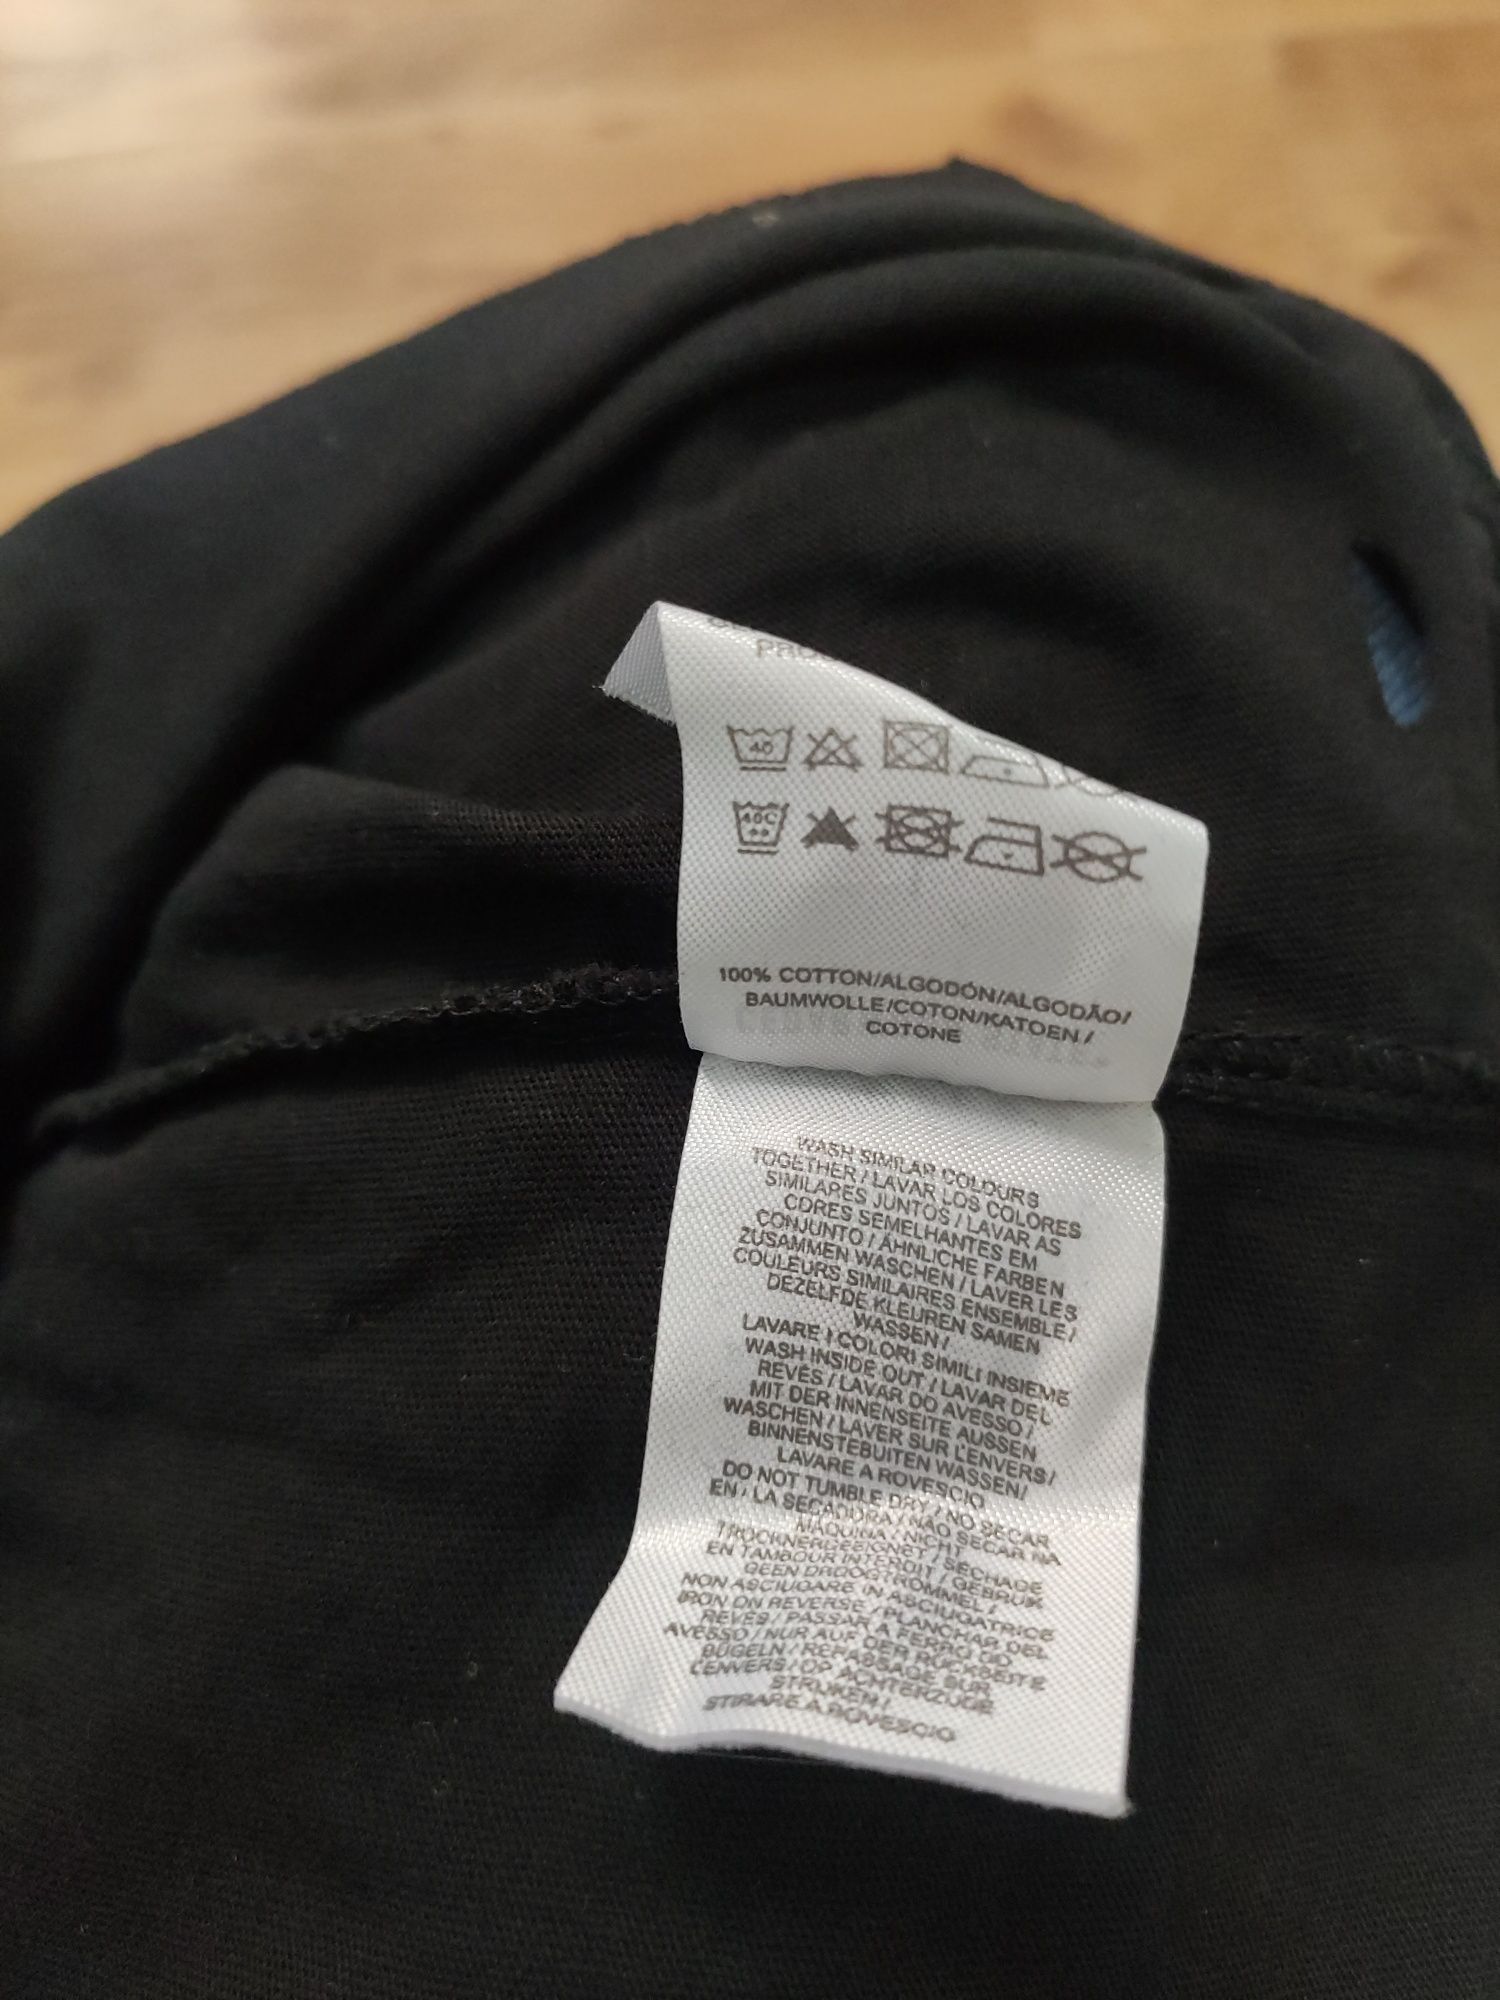 40
40C
100% COTTON/ALGODÓN/ALGODÃO/
BAUMWOLLE/COTON/KATOEN/
COTONE
WASH SIMILAR COLOURS
TOGETHER / LAVAR LOS COLORES
SIMILARES JUNTOS / LAVAR AS
CORES SEMELHANTES EM
CONJUNTO / ÄHNLICHE FARBEN
ZUSAMMEN WASCHEN / LAVER LES
COULEURS SIMILAIRES ENSEMBLE /
DEZELFDE KLEUREN SAMEN
WASSEN /
LAVARE I COLORI SIMILI INSIEME
WASH INSIDE OUT / LAVAR DEL
REVÉS / LAVAR DO AVESSO /
MIT DER INNENSEITE AUSSEN
WASCHEN / LAVER SUR L'ENVERS /
BINNENSTEBUITEN WASSEN/
LAVARE A ROVESCIO
DO NOT TUMBLE DRY / NO SECAR
EN LA SECADORA / NÃO SECAR NA
MÁQUINA / NICHT
TROCKNERGEEIGNET / SÉCHAGE
EN TAMBOUR INTERDIT / GEBRUIK
GEEN DROOGTROMMEL /
NON ASCIUGARE IN ASCIUGATRICE
IRON ON REVERSE / PLANCHAR DEL
REVÉS / PASSAR A FERRO DO
AVESSO / NUR AUF DER RÜCKSEITE
BÜGELN / REPASSAGE SUR
L'ENVERS / OP ACHTERZIJDE
STRIJKEN /
STIRARE A ROVESCIO